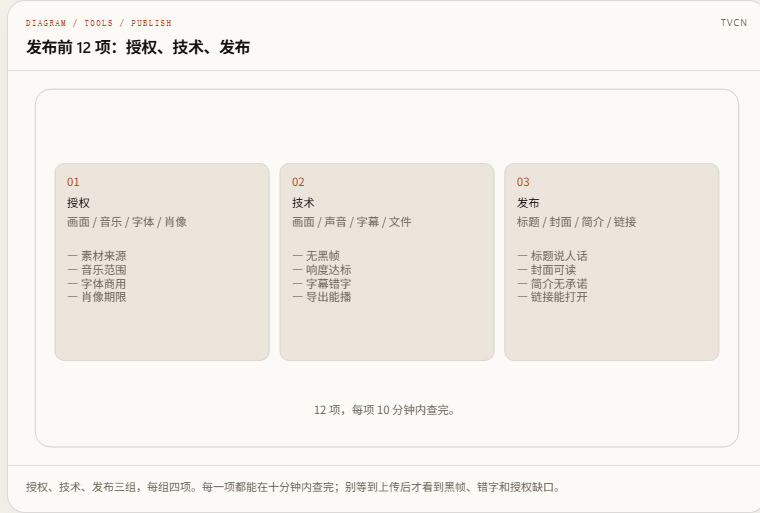 DIAGRAM / TOOLS / PUBLISH
TVCN
发布前 12 项：授权、技术、发布
01
授权
画面 / 音乐 / 字体 / 肖像
— 素材来源
— 音乐范围
— 字体商用
— 肖像期限
02
技术
画面 / 声音 / 字幕 / 文件
— 无黑帧
— 响度达标
— 字幕错字
— 导出能播
03
发布
标题 / 封面 / 简介 / 链接
— 标题说人话
— 封面可读
— 简介无承诺
— 链接能打开
12 项，每项 10 分钟内查完。
授权、技术、发布三组，每组四项。每一项都能在十分钟内查完；别等到上传后才看到黑帧、错字和授权缺口。